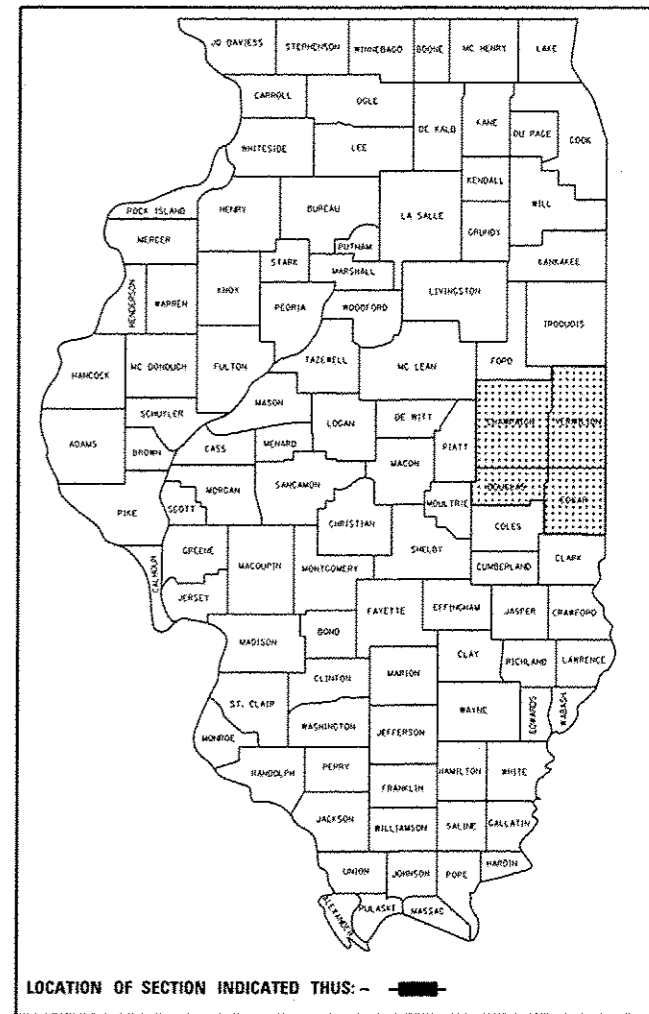 JO DAVIESS STEPHENSON WINNEBAGO BOONE MC HENRY LAKE
CARROLL OGLE DE KALB KANE DU PAGE COOK
WHITESIDE LEE KENDALL WILL
ROCK ISLAND HENRY BUREAU LA SALLE GRUNDY
MERCER PUTNAM KANKAKEE
STARK MARSHALL
HENDERSON WARREN KNOX PEORIA WOODFORD LIVINGSTON IROQUOIS
HANCOCK MC DONOUGH FULTON TAZEWELL MC LEAN FORD
SCHUYLER MASON LOGAN DE WITT CHAMPAIGN VERMILION
ADAMS BROWN CASS MENARD PIATT
MACON
PIKE SCOTT MORGAN SANGAMON MOULTRIE DOUGLAS EDGAR
CHRISTIAN COLES
CALHOUN GREENE MACOUPIN MONTGOMERY SHELBY CUMBERLAND CLARK
JERSEY FAYETTE EFFINGHAM JASPER CRAWFORD
MADISON BOND CLAY RICHLAND LAWRENCE
CLINTON MARION
ST. CLAIR WAYNE EDWARDS WABASH
MONROE WASHINGTON JEFFERSON
RANDOLPH PERRY HAMILTON WHITE
FRANKLIN
JACKSON WILLIAMSON SALINE GALLATIN
UNION JOHNSON POPE HARDIN
ALEXANDER PULASKE MASSAC
LOCATION OF SECTION INDICATED THUS: -